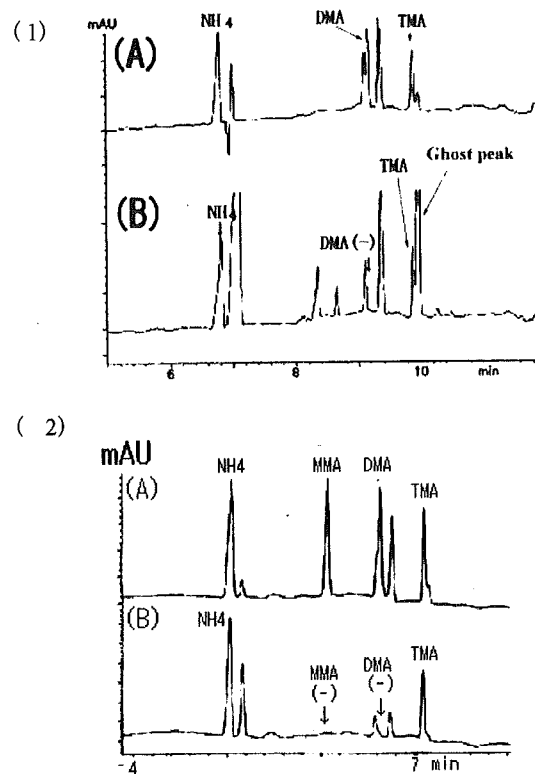 (1)
mAU
(A)
NH4
DMA
TMA
(B)
NH4
DMA (-)
TMA
Ghost peak
6
8
10
min
( 2)
mAU
(A)
NH4
MMA
DMA
TMA
(B)
NH4
MMA
(-)
DMA
(-)
TMA
4
7 min